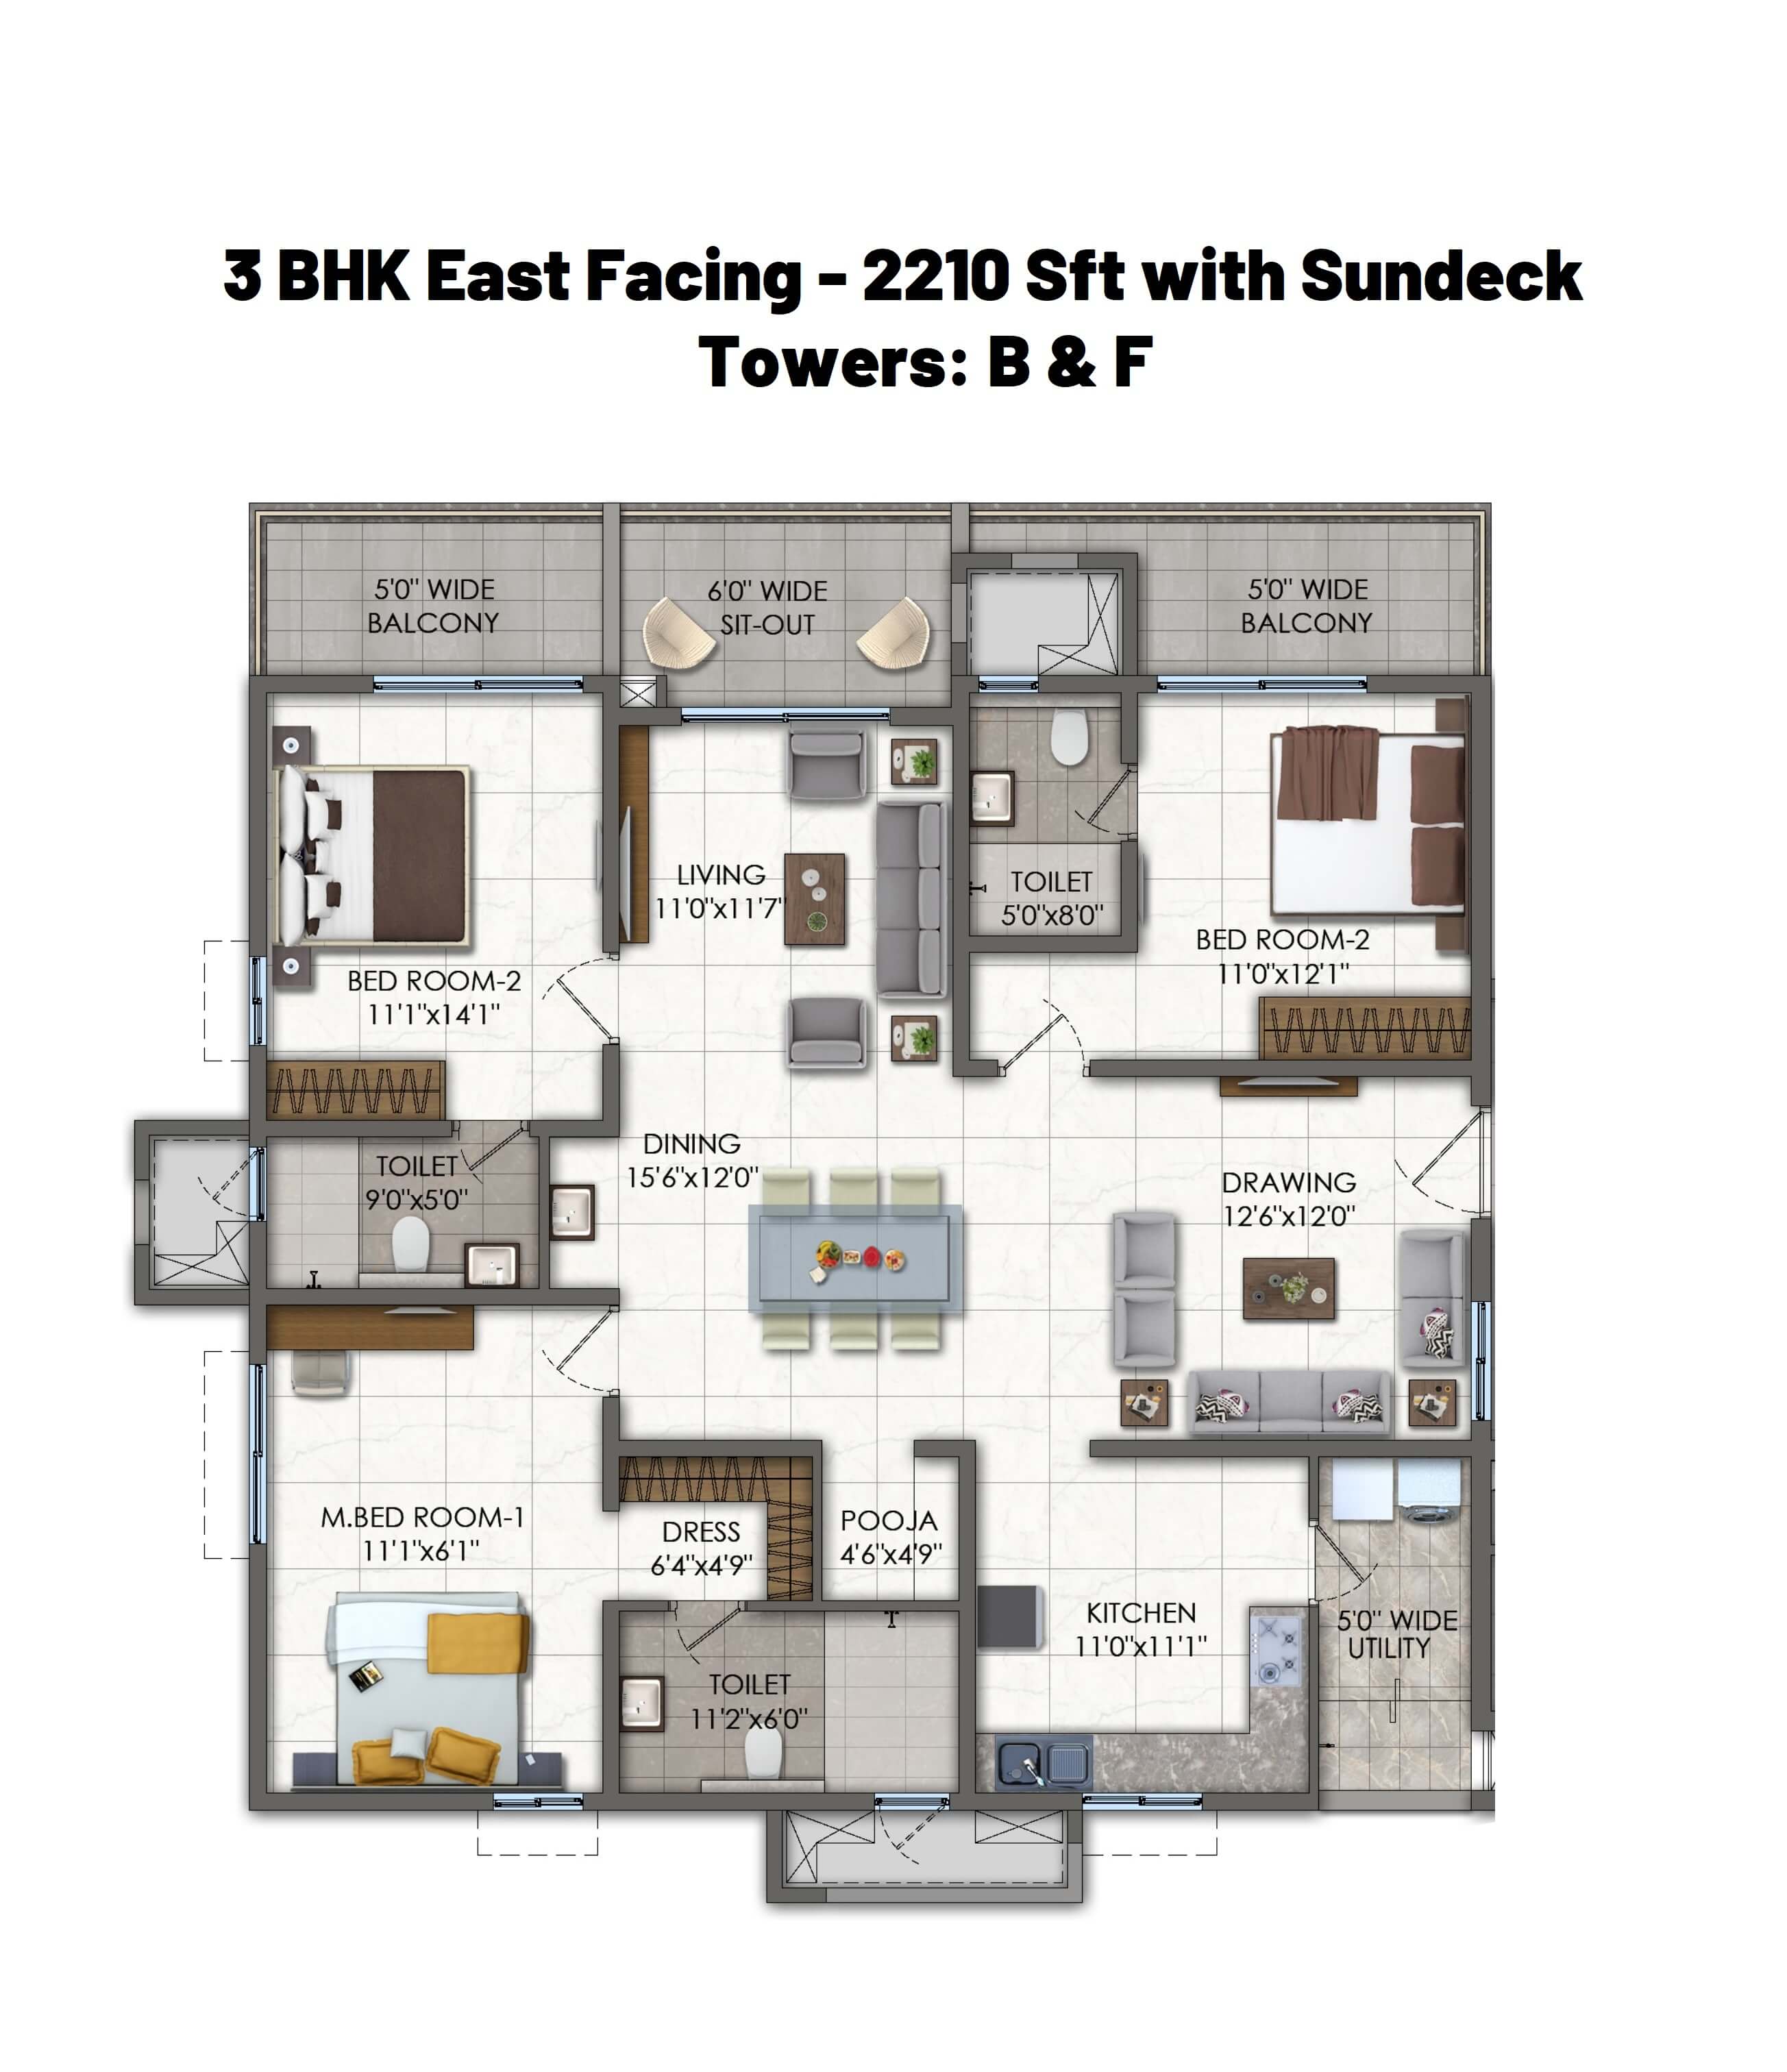 3 BHK East Facing - 2210 Sft with Sundeck
Towers: B & F
5'0" WIDE
BALCONY
6'0" WIDE
SIT-OUT
5'0" WIDE
BALCONY
LIVING
11'0"x11'7"
TOILET
5'0"x8'0"
BED ROOM-2
11'0"x12'1"
BED ROOM-2
11'1"x14'1"
DINING
15'6"x12'0"
TOILET
9'0"x5'0"
DRAWING
12'6"x12'0"
M.BED ROOM-1
11'1"x6'1"
DRESS
6'4"x4'9"
POOJA
4'6"x4'9"
KITCHEN
11'0"x11'1"
5'0" WIDE
UTILITY
TOILET
11'2"x6'0"